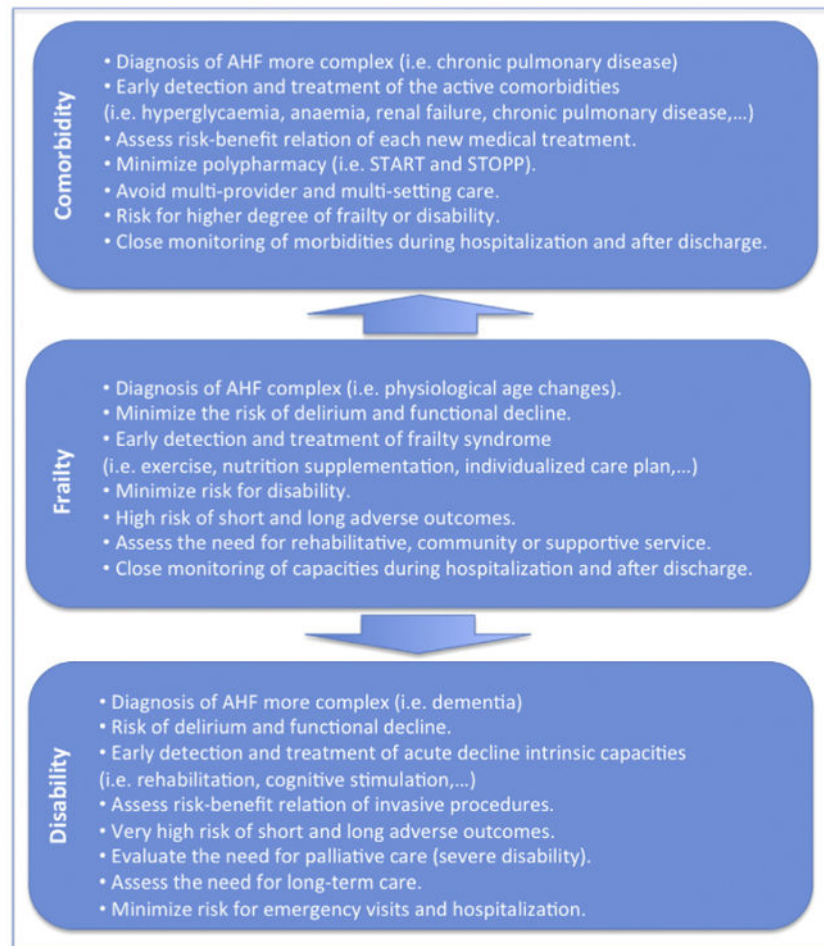 Comorbidity
• Diagnosis of AHF more complex (i.e. chronic pulmonary disease)
• Early detection and treatment of the active comorbidities
(i.e. hyperglycaemia, anaemia, renal failure, chronic pulmonary disease,...)
• Assess risk-benefit relation of each new medical treatment.
• Minimize polypharmacy (i.e. START and STOPP).
• Avoid multi-provider and multi-setting care.
• Risk for higher degree of frailty or disability.
• Close monitoring of morbidities during hospitalization and after discharge.
Frailty
• Diagnosis of AHF complex (i.e. physiological age changes).
• Minimize the risk of delirium and functional decline.
• Early detection and treatment of frailty syndrome
(i.e. exercise, nutrition supplementation, individualized care plan,...)
• Minimize risk for disability.
• High risk of short and long adverse outcomes.
• Assess the need for rehabilitative, community or supportive service.
• Close monitoring of capacities during hospitalization and after discharge.
Disability
• Diagnosis of AHF more complex (i.e. dementia)
• Risk of delirium and functional decline.
• Early detection and treatment of acute decline intrinsic capacities
(i.e. rehabilitation, cognitive stimulation,...)
• Assess risk-benefit relation of invasive procedures.
• Very high risk of short and long adverse outcomes.
• Evaluate the need for palliative care (severe disability).
• Assess the need for long-term care.
• Minimize risk for emergency visits and hospitalization.